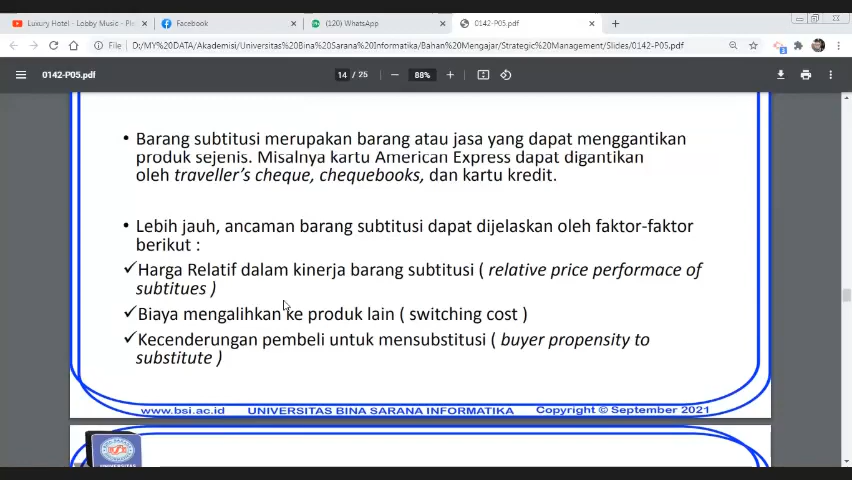 Luxury Hotel - Lobby Music - Pl
Facebook
(120) WhatsApp
0142-P05.pdf
File
D:/MY%20DATA/Akademisi/Universitas%20Bina%20Sarana%20Informatika/Bahan%20Mengajar/Strategic%20Management/Slides/0142-P05.pdf
0142-P05.pdf
14 / 25
88%
• Barang subtitusi merupakan barang atau jasa yang dapat menggantikan
produk sejenis. Misalnya kartu American Express dapat digantikan
oleh traveller's cheque, chequebooks, dan kartu kredit.
• Lebih jauh, ancaman barang subtitusi dapat dijelaskan oleh faktor-faktor
berikut :
✓Harga Relatif dalam kinerja barang subtitusi ( relative price performace of
subtitues )
✓Biaya mengalihkan ke produk lain ( switching cost )
✓Kecenderungan pembeli untuk mensubstitusi ( buyer propensity to
substitute )
www.bsi.ac.id UNIVERSITAS BINA SARANA INFORMATIKA Copyright © September 2021